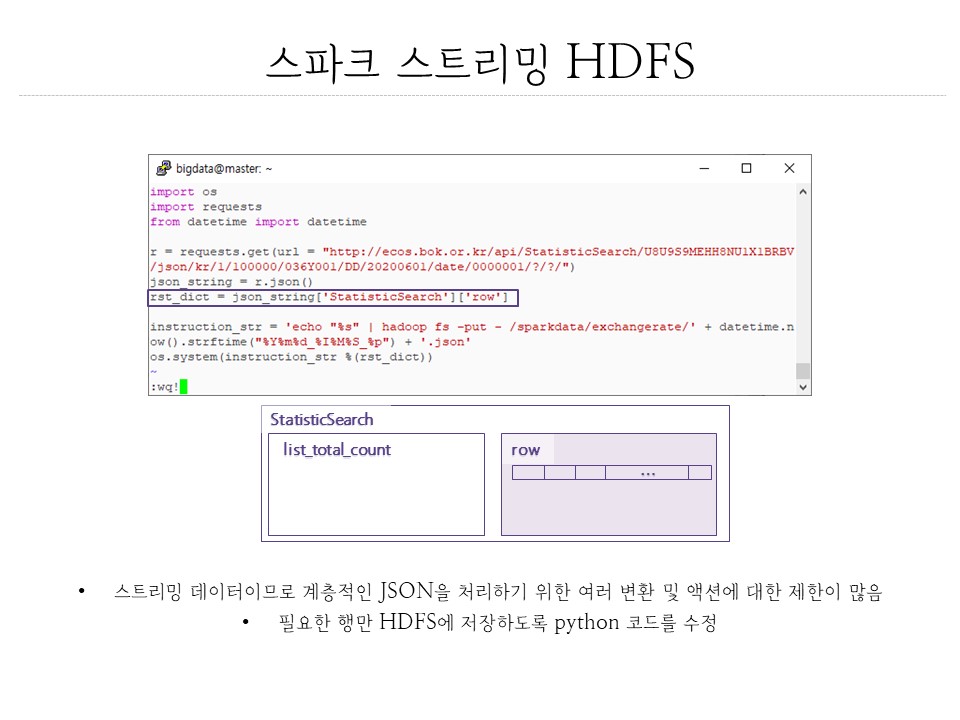 스파크 스트리밍 HDFS
bigdata@master: ~
import os
import requests
from datetime import datetime
r = requests.get(url = "http://ecos.bok.or.kr/api/StatisticSearch/U8U9S9MEHH8NU1X1BRBV
/json/kr/1/100000/036Y001/DD/20200601/date/0000001/?/?/")
json_string = r.json()
rst_dict = json_string['StatisticSearch']['row']
instruction_str = 'echo "%s" | hadoop fs -put - /sparkdata/exchangerate/' + datetime.n
ow().strftime("%Y%m%d_%I%M%S_%p") + '.json'
os.system(instruction_str %(rst_dict))
~
:wq!
StatisticSearch
list_total_count
row
...
• 스트리밍 데이터이므로 계층적인 JSON을 처리하기 위한 여러 변환 및 액션에 대한 제한이 많음
• 필요한 행만 HDFS에 저장하도록 python 코드를 수정